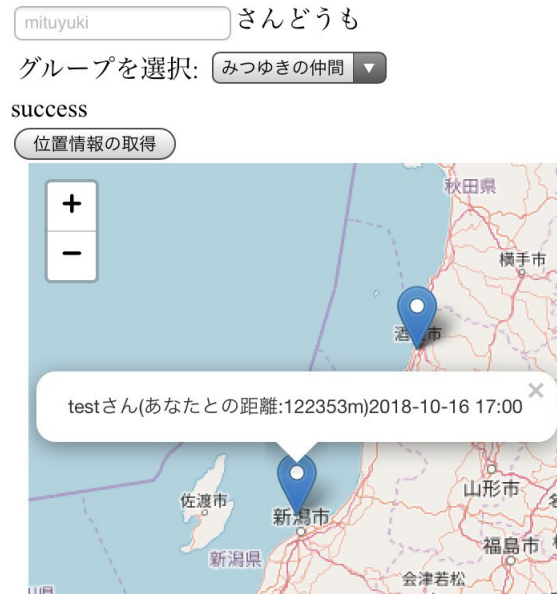 mituyuki さんどうも
グループを選択: みつゆきの仲間 ▼
success
位置情報の取得
+
−
秋田県
横手市
酒田市
testさん(あなたとの距離:122353m)2018-10-16 17:00
×
山形市
佐渡市
新潟市
福島市
新潟県
会津若松